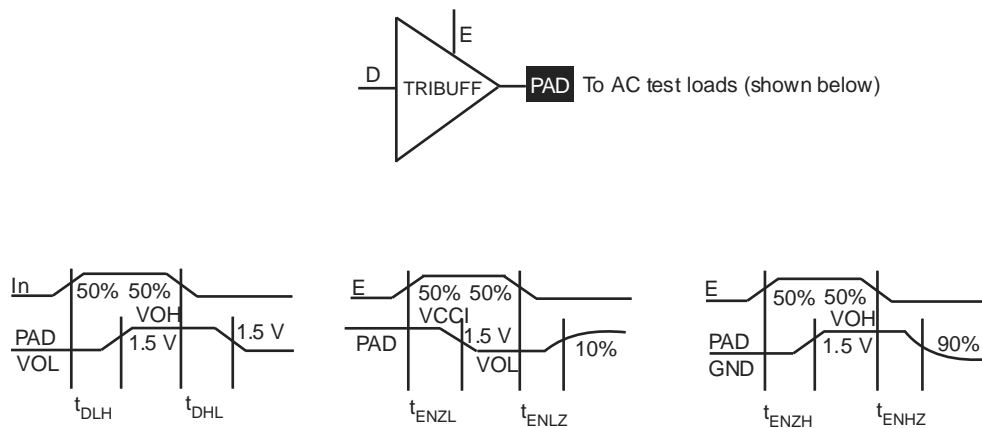 E
D
TRIBUFF
PAD To AC test loads (shown below)
In
50% 50%
VOH
PAD
VOL
1.5 V
1.5 V
tDLH
tDHL
E
50% 50%
VCCI
PAD
1.5 V
VOL
10%
tENZL
tENLZ
E
50% 50%
VOH
PAD
GND
1.5 V
90%
tENZH
tENHZ